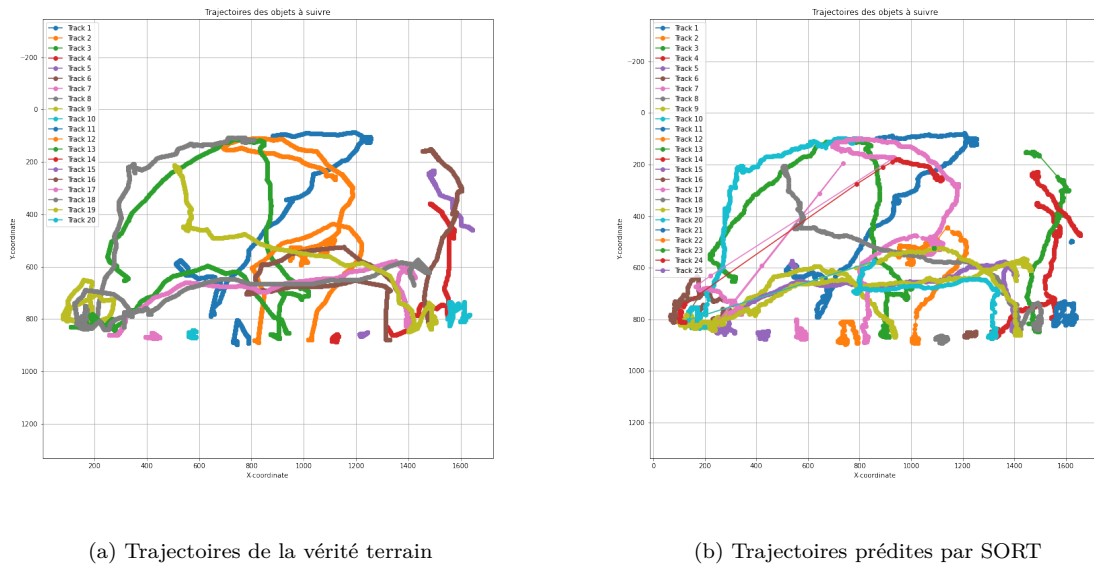 Trajectoires des objets à suivre
Track 1
Track 2
Track 3
Track 4
Track 5
Track 6
Track 7
Track 8
Track 9
Track 10
Track 11
Track 12
Track 13
Track 14
Track 15
Track 16
Track 17
Track 18
Track 19
Track 20
−200
0
200
400
600
800
1000
1200
Y-coordinate
200
400
600
800
1000
1200
1400
1600
X-coordinate
(a) Trajectoires de la vérité terrain
Trajectoires des objets à suivre
Track 1
Track 2
Track 3
Track 4
Track 5
Track 6
Track 7
Track 8
Track 9
Track 10
Track 11
Track 12
Track 13
Track 14
Track 15
Track 16
Track 17
Track 18
Track 19
Track 20
Track 21
Track 22
Track 23
Track 24
Track 25
−200
0
200
400
600
800
1000
1200
Y-coordinate
0
200
400
600
800
1000
1200
1400
1600
X-coordinate
(b) Trajectoires prédites par SORT